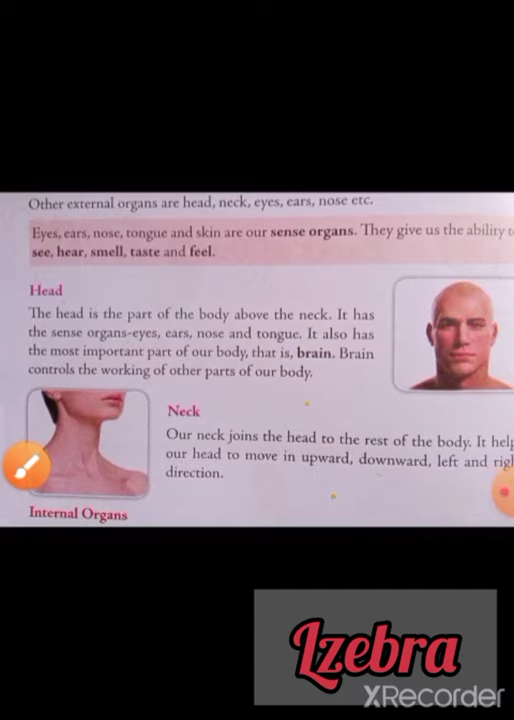 Other external organs are head, neck, eyes, ears, nose etc.
Eyes, ears, nose, tongue and skin are our sense organs. They give us the ability
see, hear, smell, taste and feel.
Head
The head is the part of the body above the neck. It has
the sense organs-eyes, ears, nose and tongue. It also has
the most important part of our body, that is, brain. Brain
controls the working of other parts of our body.
Neck
Our neck joins the head to the rest of the body. It
our head to move in upward, downward, left and
direction.
Internal Organs
Lzebra
XRecorder